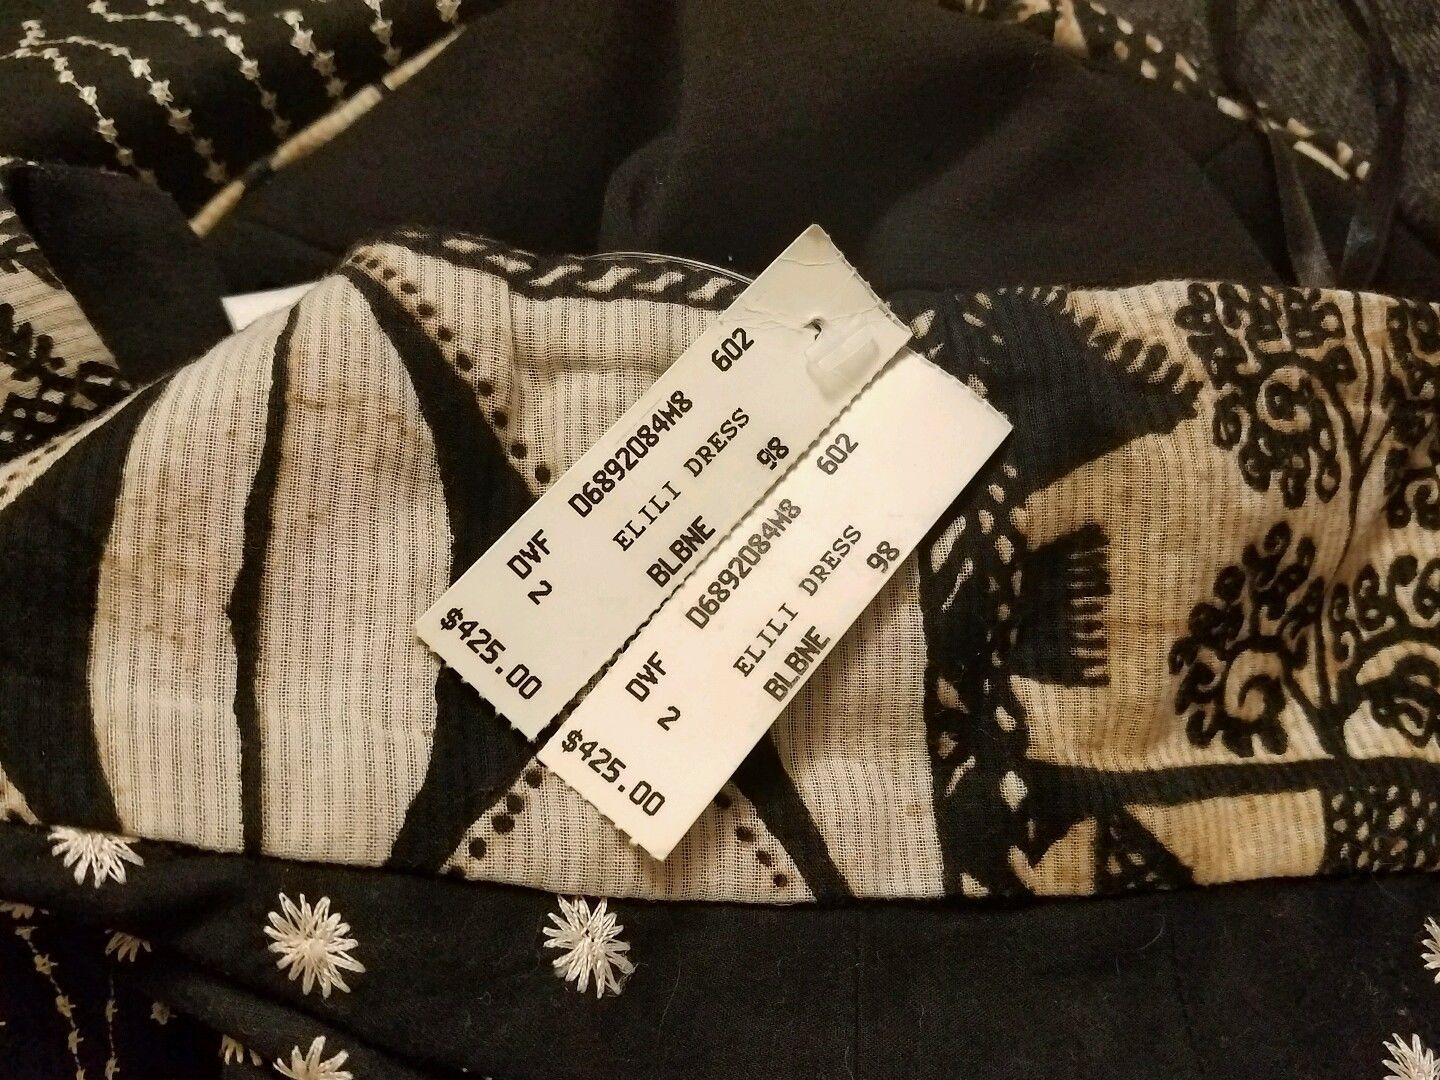 602
D6892084M8
ELILI DRESS
98
DVF
BLBNE
2
$425.00
602
D6892084M8
ELILI DRESS
98
DVF
BLBNE
2
$425.00